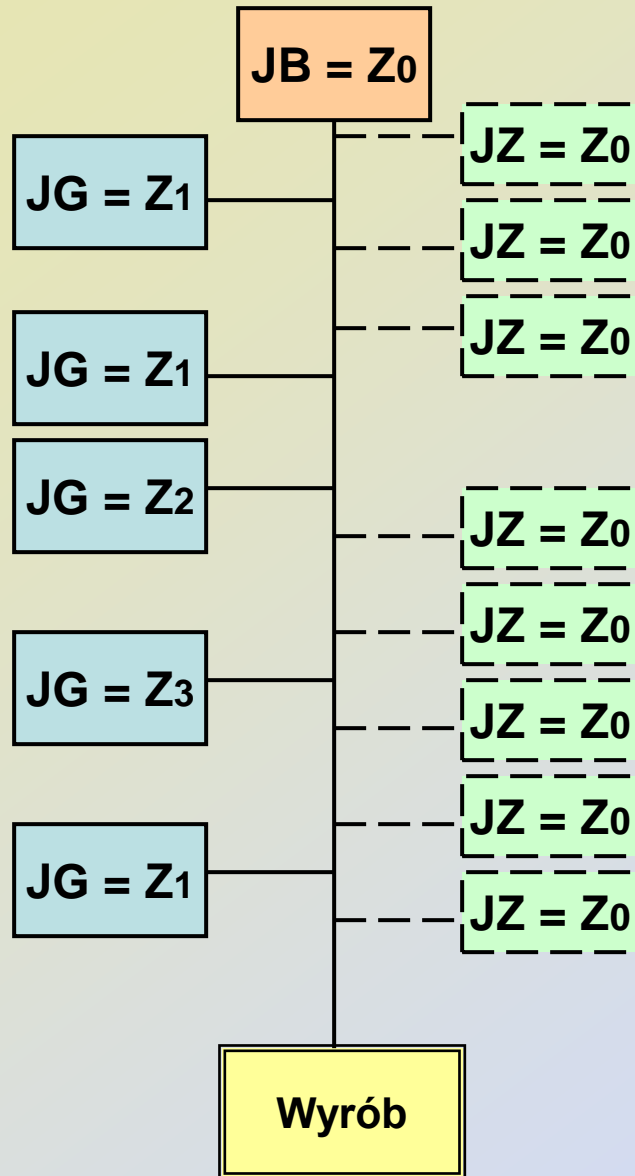 JB = Z0
JZ = Z0
JG = Z1
JZ = Z0
JZ = Z0
JG = Z1
JG = Z2
JZ = Z0
JZ = Z0
JG = Z3
JZ = Z0
JZ = Z0
JG = Z1
JZ = Z0
Wyrób